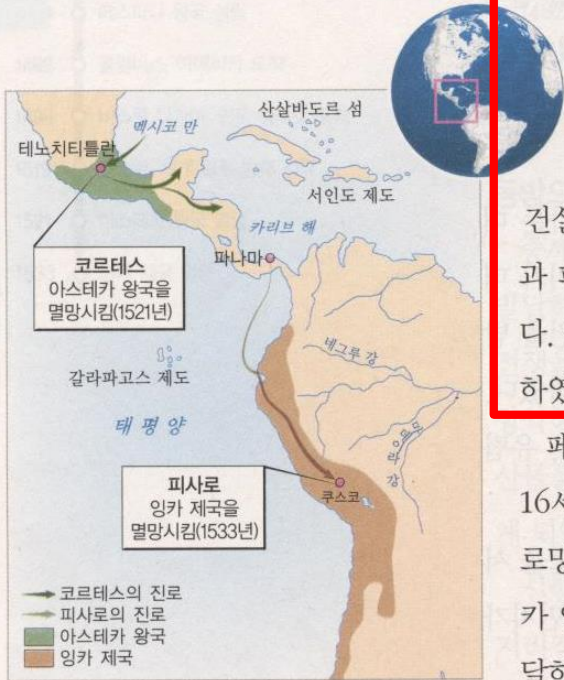 산살바도르 섬
멕시코 만
테노치티틀란
서인도 제도
카리브 해
파나마
코르테스
아스테카 왕국을
멸망시킴(1521년)
네그루 강
갈라파고스 제도
태평양
피사로
잉카 제국을
멸망시킴(1533년)
쿠스코
코르테스의 진로
피사로의 진로
아스테카 왕국
잉카 제국
건설
과
다.
하였
페
16세
로망
카
달하